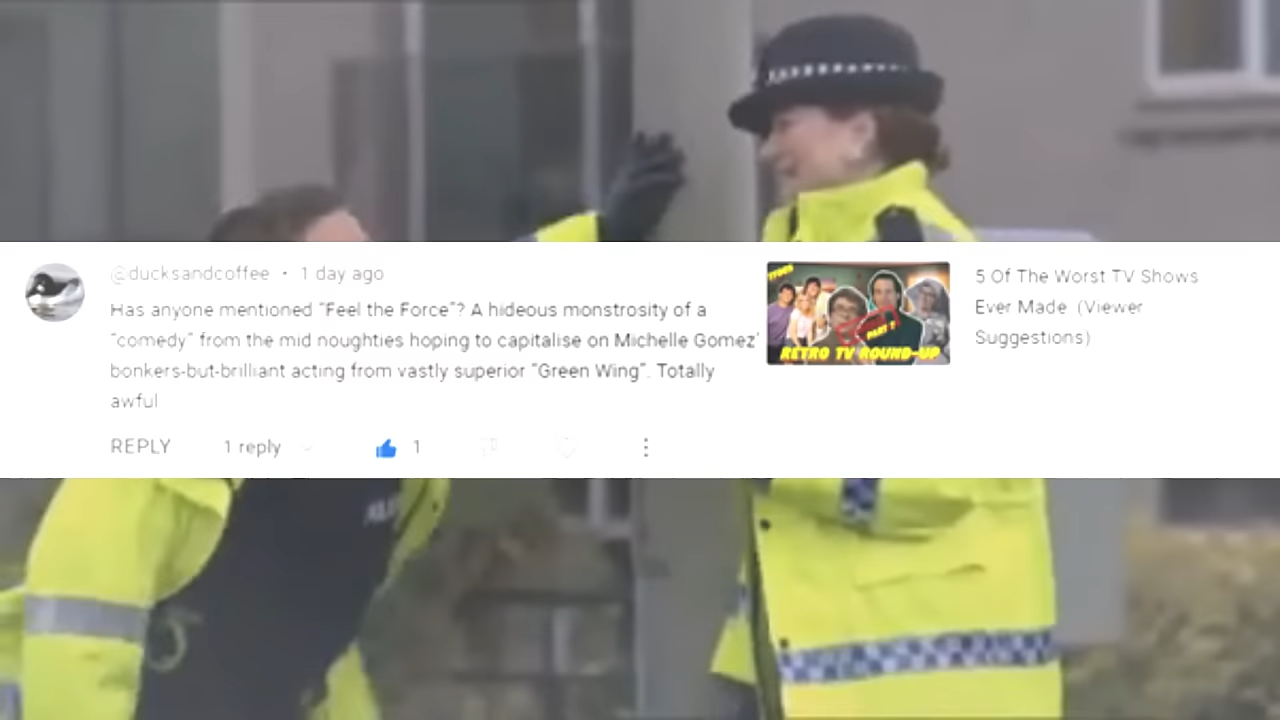 @ducksandcoffee · 1 day ago
Has anyone mentioned "Feel the Force"? A hideous monstrosity of a
"comedy" from the mid noughties hoping to capitalise on Michelle Gomez'
bonkers-but-brilliant acting from vastly superior "Green Wing". Totally
awful
REPLY 1 reply 1
5 Of The Worst TV Shows
Ever Made (Viewer
Suggestions)
PART 1
RETRO TV ROUND-UP